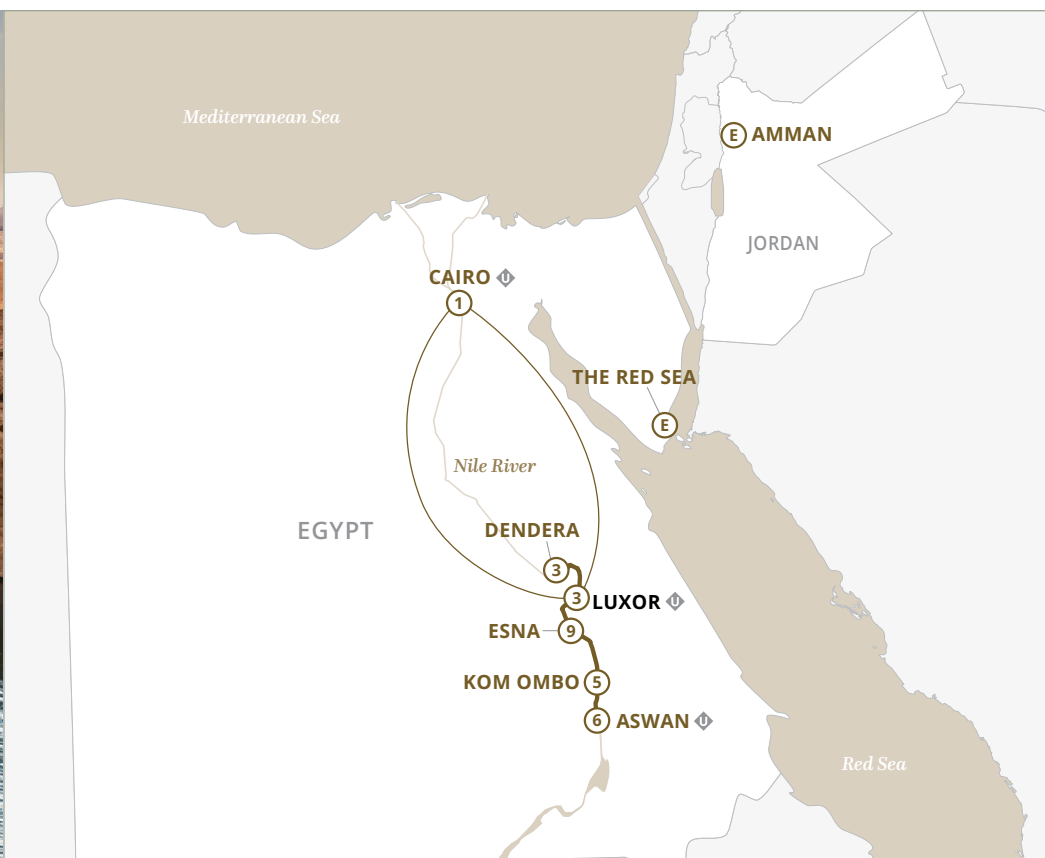 Mediterranean Sea
E AMMAN
JORDAN
CAIRO U
1
THE RED SEA
E
Nile River
EGYPT
DENDERA
3
3 LUXOR U
ESNA 9
KOM OMBO 5
6 ASWAN U
Red Sea